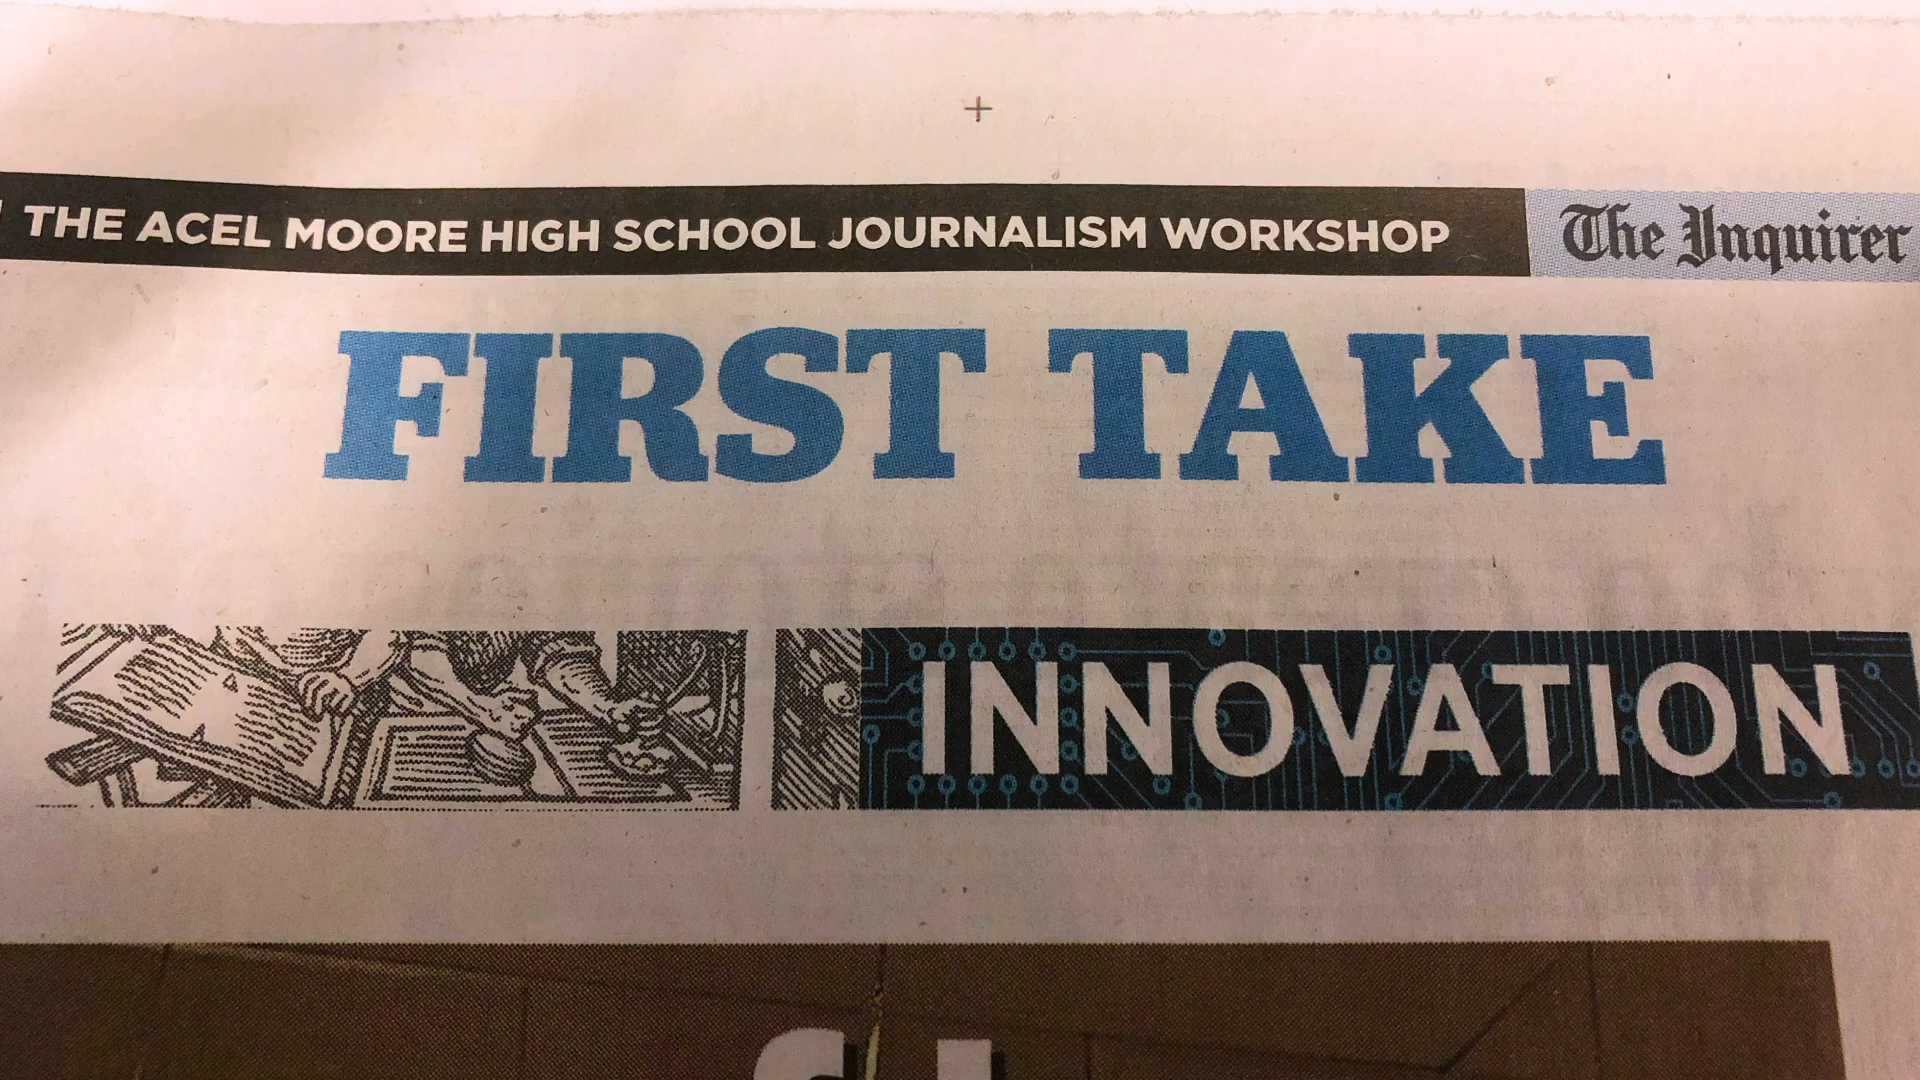 THE ACEL MOORE HIGH SCHOOL JOURNALISM WORKSHOP
The Inquirer
FIRST TAKE
INNOVATION